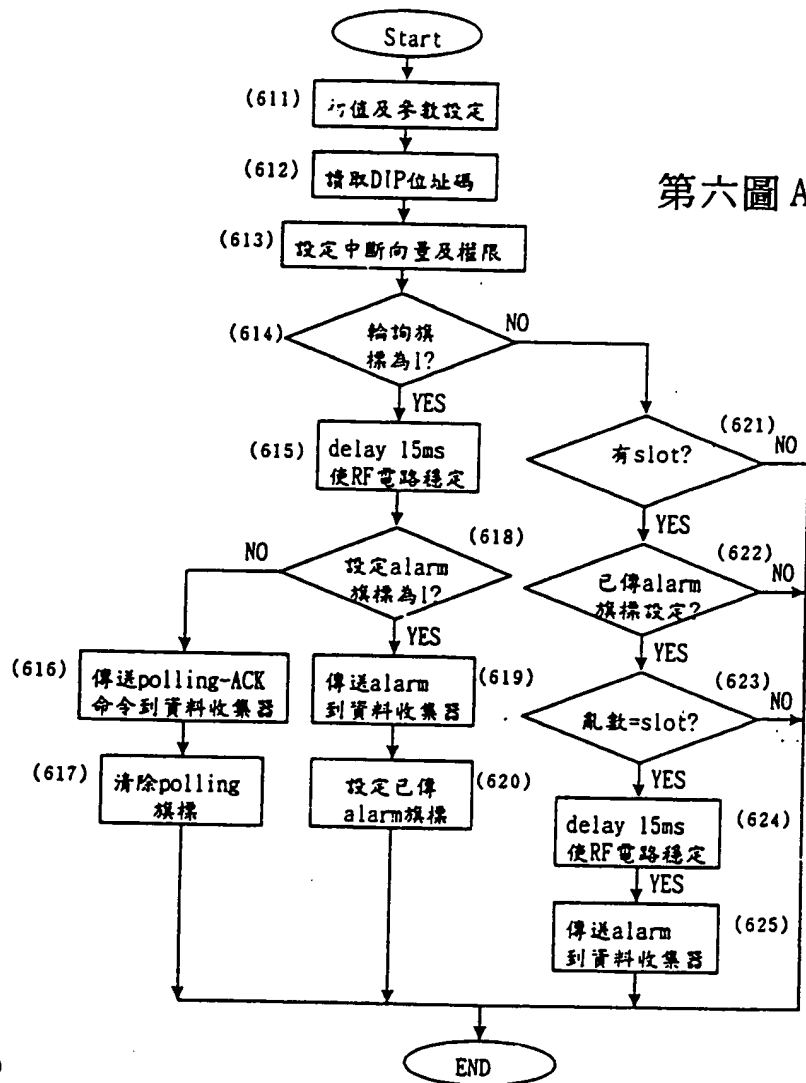 Start
(611)
值及參數設定
(612)
讀取DIP位址碼
第六圖 A
(613)
設定中斷向量及權限
(614)
輪詢旗
標為1?
NO
YES
(615)
delay 15ms
使RF電路穩定
(621)
有slot?
NO
YES
(618)
設定alarm
旗標為1?
NO
YES
(622)
已傳alarm
旗標設定?
NO
YES
(616)
傳送polling-ACK
命令到資料收集器
傳送alarm
到資料收集器
(619)
(623)
亂數=slot?
NO
YES
(617)
清除polling
旗標
設定已傳
alarm旗標
(620)
delay 15ms
使RF電路穩定
(624)
YES
傳送alarm
到資料收集器
(625)
END